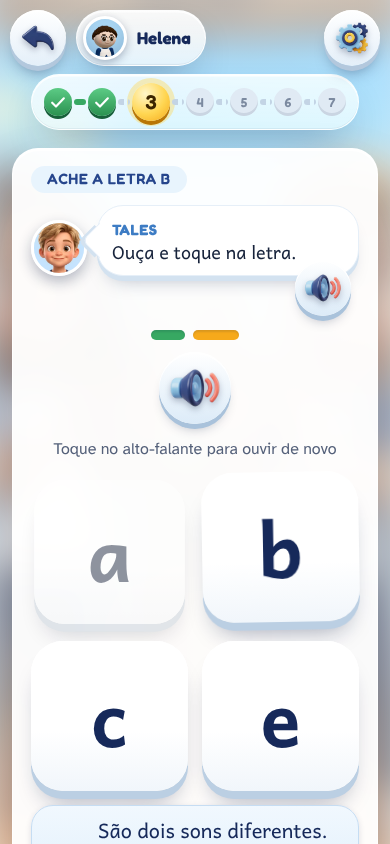 Helena
3 4 5 6 7
ACHE A LETRA B
TALES
Ouça e toque na letra.
Toque no alto-falante para ouvir de novo
a b
c e
São dois sons diferentes.